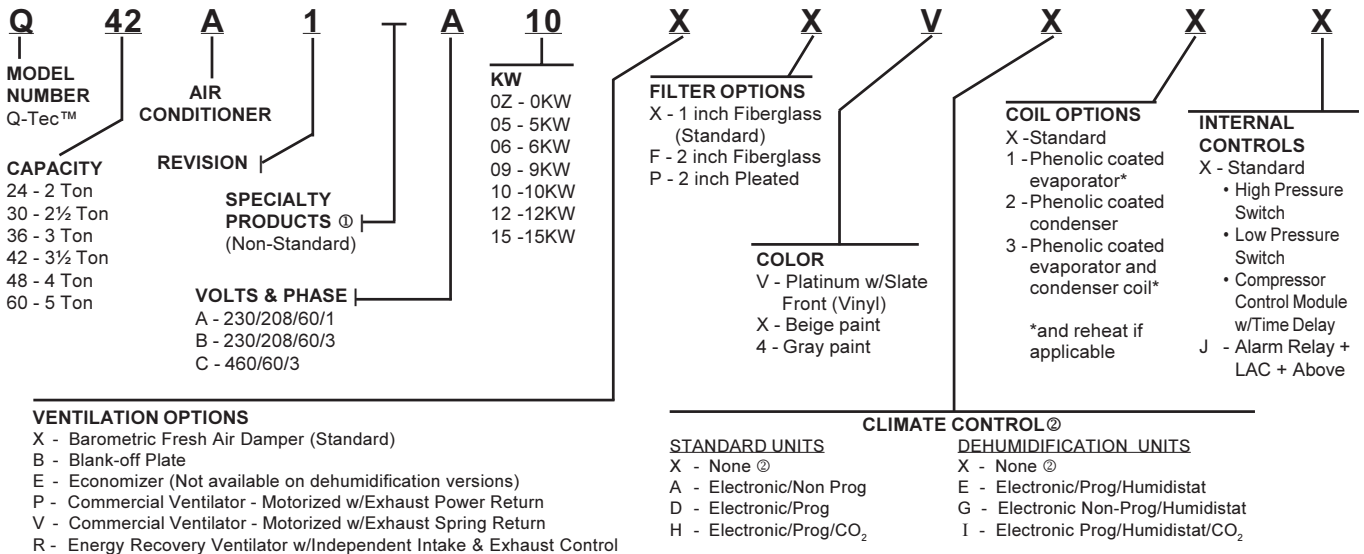 Q 42 A 1 – A 10 X X V X X X
MODEL
NUMBER
Q-Tec™
CAPACITY
24 - 2 Ton
30 - 2½ Ton
36 - 3 Ton
42 - 3½ Ton
48 - 4 Ton
60 - 5 Ton
AIR
CONDITIONER
REVISION
SPECIALTY
PRODUCTS ①
(Non-Standard)
VOLTS & PHASE
A - 230/208/60/1
B - 230/208/60/3
C - 460/60/3
KW
0Z - 0KW
05 - 5KW
06 - 6KW
09 - 9KW
10 -10KW
12 -12KW
15 -15KW
VENTILATION OPTIONS
X - Barometric Fresh Air Damper (Standard)
B - Blank-off Plate
E - Economizer (Not available on dehumidification versions)
P - Commercial Ventilator - Motorized w/Exhaust Power Return
V - Commercial Ventilator - Motorized w/Exhaust Spring Return
R - Energy Recovery Ventilator w/Independent Intake & Exhaust Control
FILTER OPTIONS
X - 1 inch Fiberglass
(Standard)
F - 2 inch Fiberglass
P - 2 inch Pleated
COLOR
V - Platinum w/Slate
Front (Vinyl)
X - Beige paint
4 - Gray paint
CLIMATE CONTROL②
STANDARD UNITS
X - None ②
A - Electronic/Non Prog
D - Electronic/Prog
H - Electronic/Prog/CO₂
DEHUMIDIFICATION UNITS
X - None ②
E - Electronic/Prog/Humidistat
G - Electronic Non-Prog/Humidistat
I - Electronic Prog/Humidistat/CO₂
COIL OPTIONS
X -Standard
1 -Phenolic coated
evaporator*
2 -Phenolic coated
condenser
3 -Phenolic coated
evaporator and
condenser coil*
*and reheat if
applicable
INTERNAL
CONTROLS
X - Standard
• High Pressure
Switch
• Low Pressure
Switch
• Compressor
Control Module
w/Time Delay
J - Alarm Relay +
LAC + Above